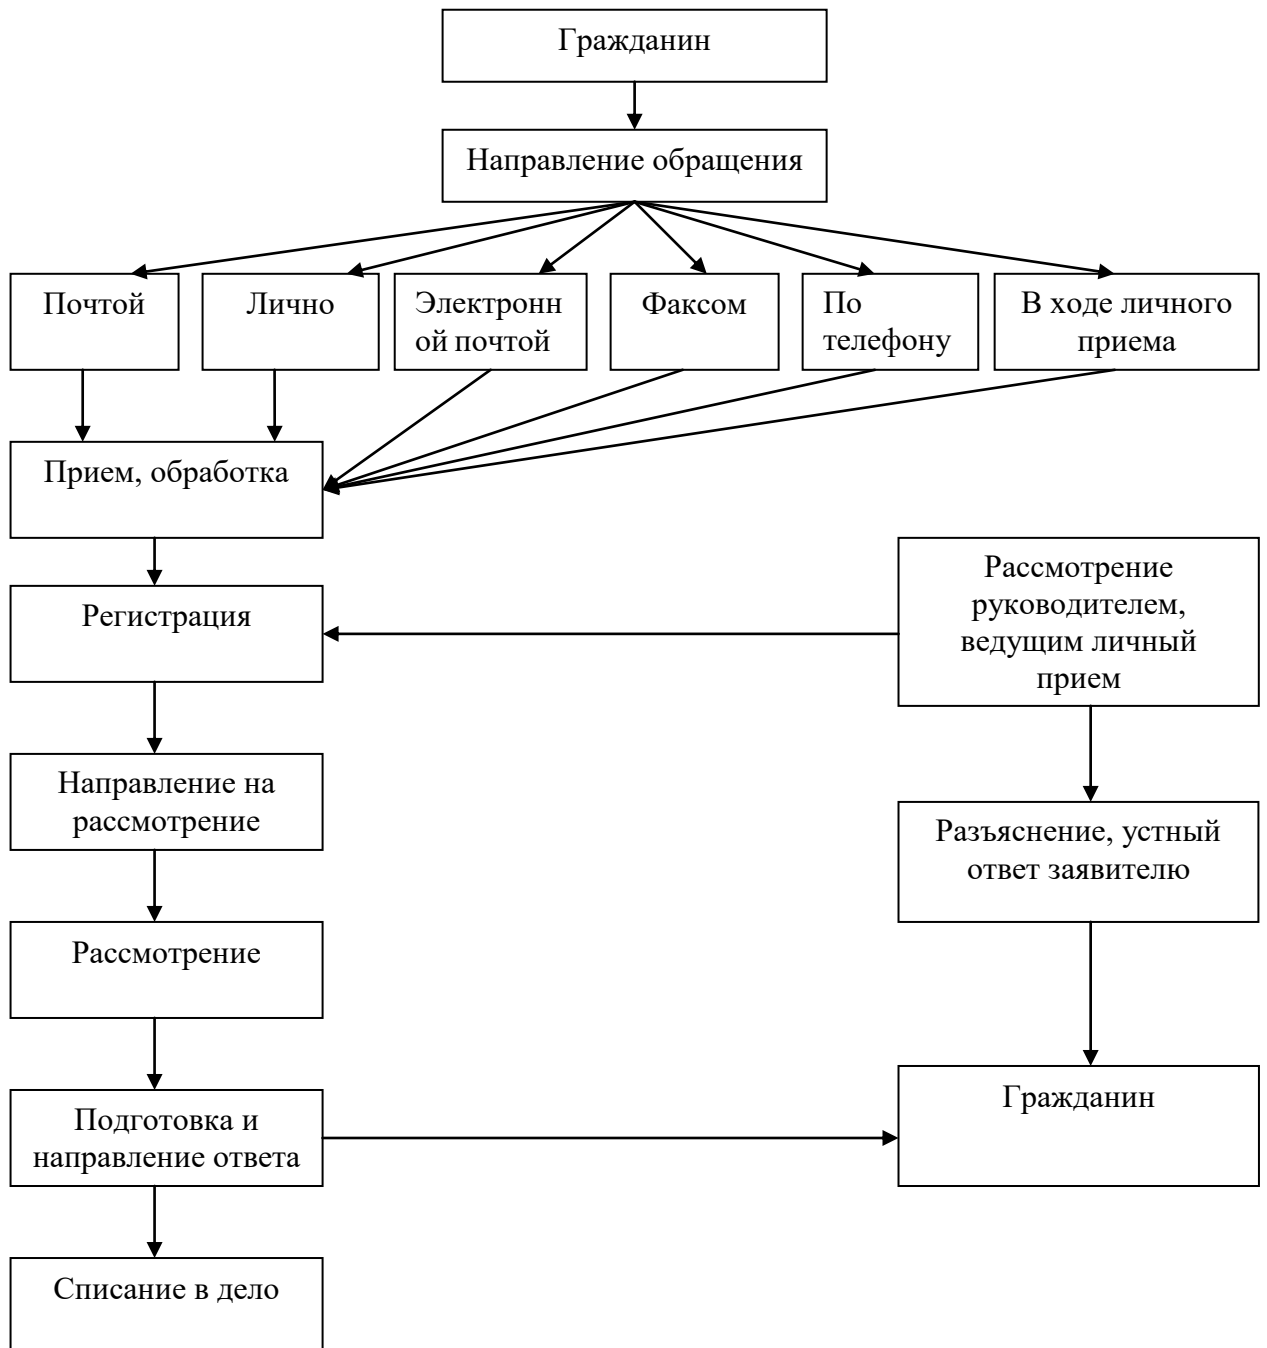 Гражданин
Направление обращения
Почтой
Лично
Электронн
ой почтой
Факсом
По
телефону
В ходе личного
приема
Прием, обработка
Регистрация
Рассмотрение
руководителем,
ведущим личный
прием
Направление на
рассмотрение
Разъяснение, устный
ответ заявителю
Рассмотрение
Подготовка и
направление ответа
Гражданин
Списание в дело